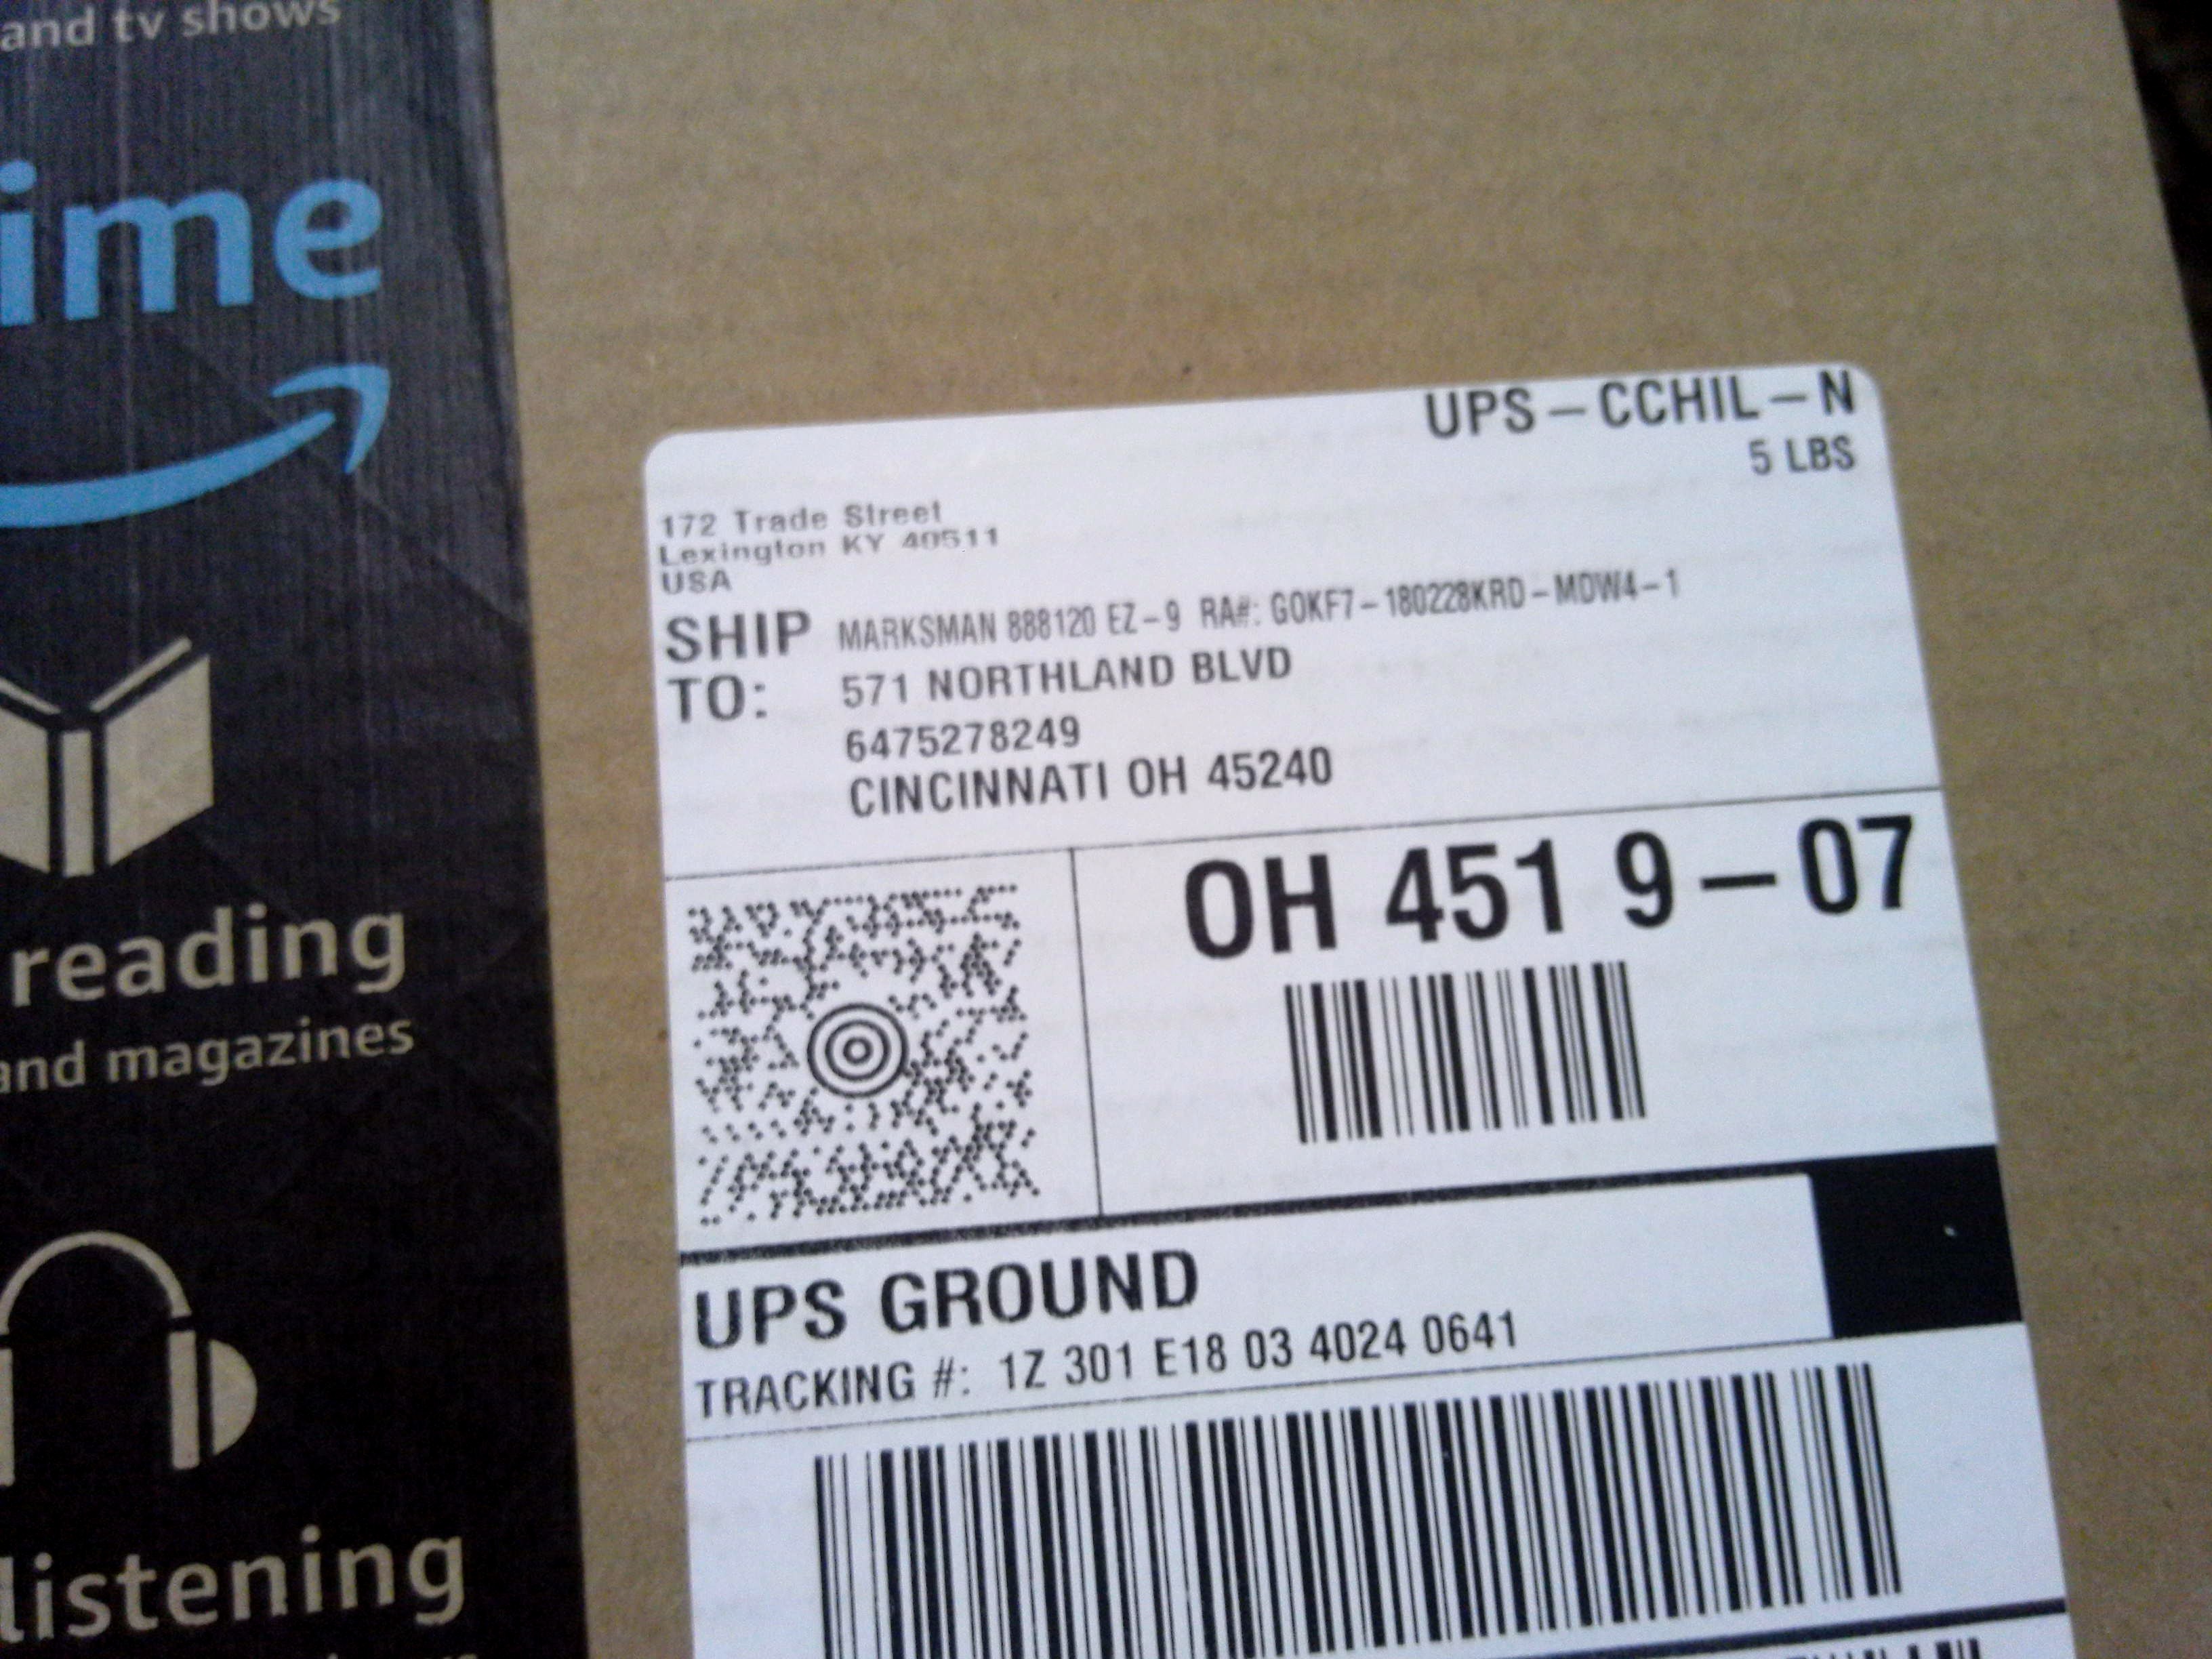 and tv shows
ime
reading
and magazines
listening
UPS – CCHIL – N
5 LBS
172 Trade Street
Lexington KY 40511
USA
SHIP TO:
MARKSMAN 888120 EZ – 9 RA#: G0KF7 – 180228KRD – MDW4 – 1
571 NORTHLAND BLVD
6475278249
CINCINNATI OH 45240
OH 451 9 – 07
UPS GROUND
TRACKING #: 1Z 301 E18 03 4024 0641